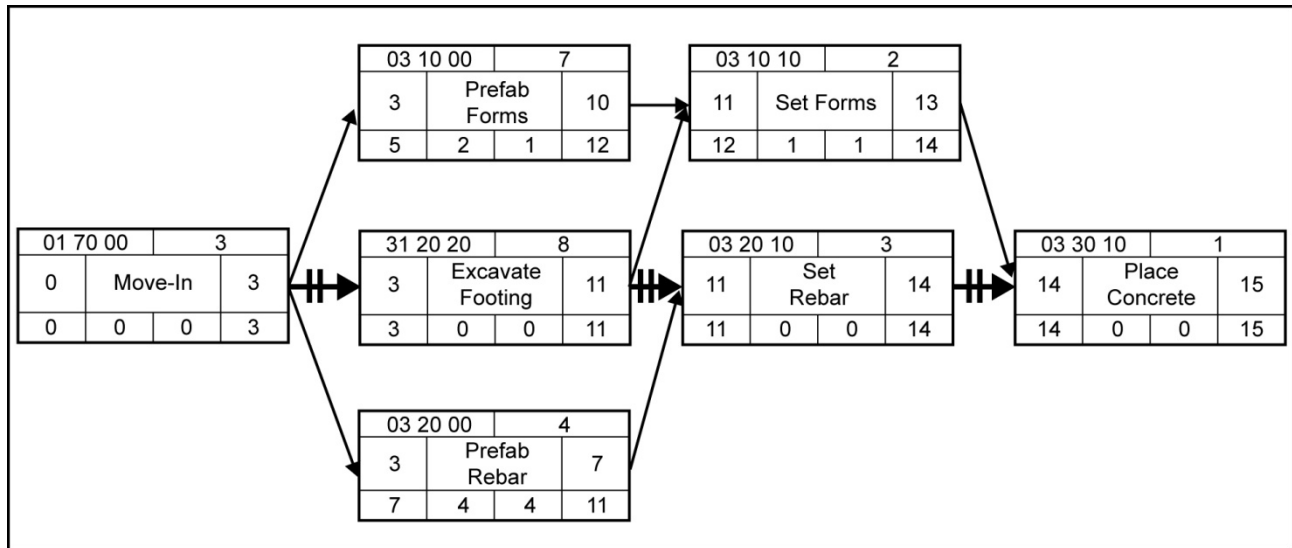 03 10 00 7
3 Prefab
Forms 10
5 2 1 12
03 10 10 2
11 Set Forms 13
12 1 1 14
01 70 00 3
0 Move-In 3
0 0 0 3
31 20 20 8
3 Excavate
Footing 11
3 0 0 11
03 20 10 3
11 Set
Rebar 14
11 0 0 14
03 30 10 1
14 Place
Concrete 15
14 0 0 15
03 20 00 4
3 Prefab
Rebar 7
7 4 4 11